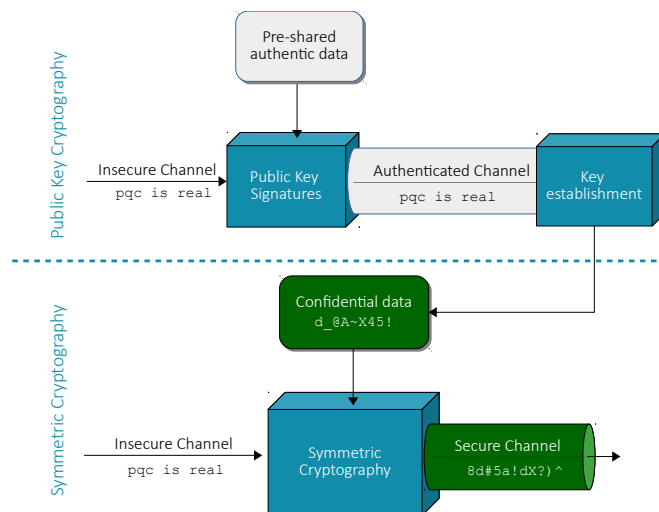 Public Key Cryptography
Pre-shared
authentic data
Insecure Channel
pqc is real
Public Key
Signatures
Authenticated Channel
pqc is real
Key
establishment
Symmetric Cryptography
Confidential data
d_@A~X45!
Insecure Channel
pqc is real
Symmetric
Cryptography
Secure Channel
8d#5a!dX?)^